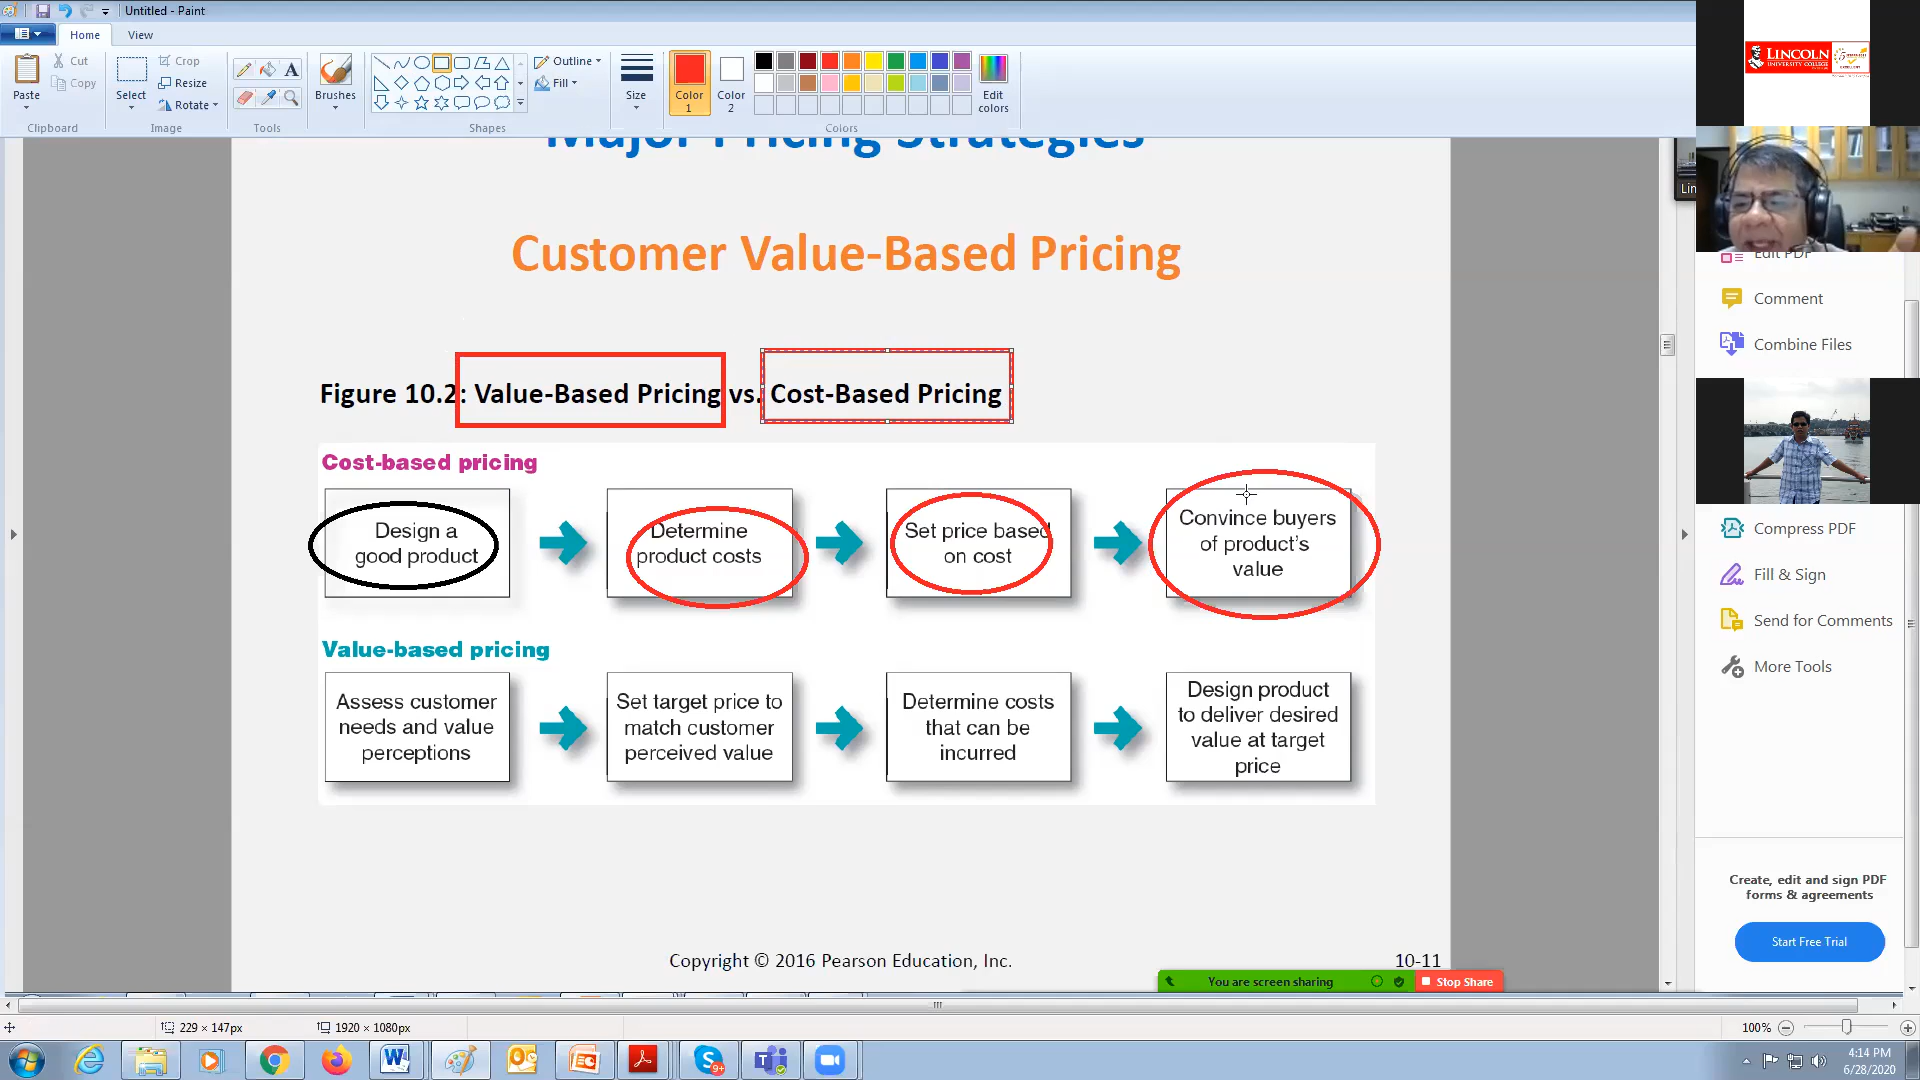 Untitled - Paint
Home
View
Paste
Cut
Copy
Clipboard
Select
Crop
Resize
Rotate
Image
Tools
Brushes
Shapes
Outline
Fill
Size
Color 1
Color 2
Edit colors
Colors
LINCOLN
UNIVERSITY COLLEGE
Lin
Major Pricing Strategies
Customer Value-Based Pricing
Figure 10.2: Value-Based Pricing vs. Cost-Based Pricing
Cost-based pricing
Design a
good product
Determine
product costs
Set price based
on cost
Convince buyers
of product's
value
Value-based pricing
Assess customer
needs and value
perceptions
Set target price to
match customer
perceived value
Determine costs
that can be
incurred
Design product
to deliver desired
value at target
price
Copyright © 2016 Pearson Education, Inc.
10-11
Edit PDF
Comment
Combine Files
Compress PDF
Fill & Sign
Send for Comments
More Tools
Create, edit and sign PDF
forms & agreements
Start Free Trial
You are screen sharing
Stop Share
229 × 147px
1920 × 1080px
100%
9+
4:14 PM
6/28/2020